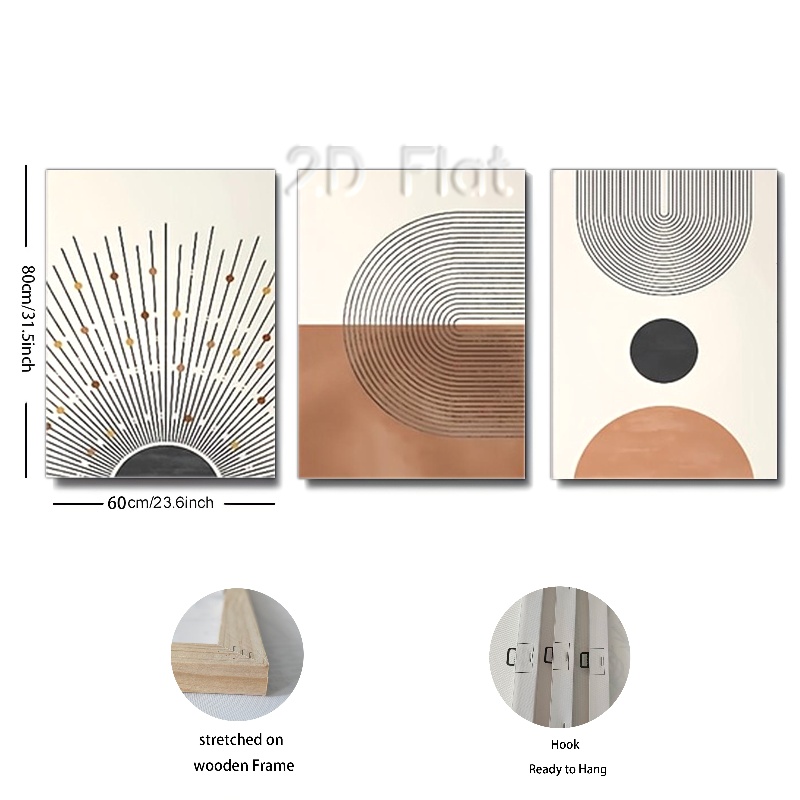 2D Flat
80cm/31.5inch
60cm/23.6inch
stretched on
wooden Frame
Hook
Ready to Hang